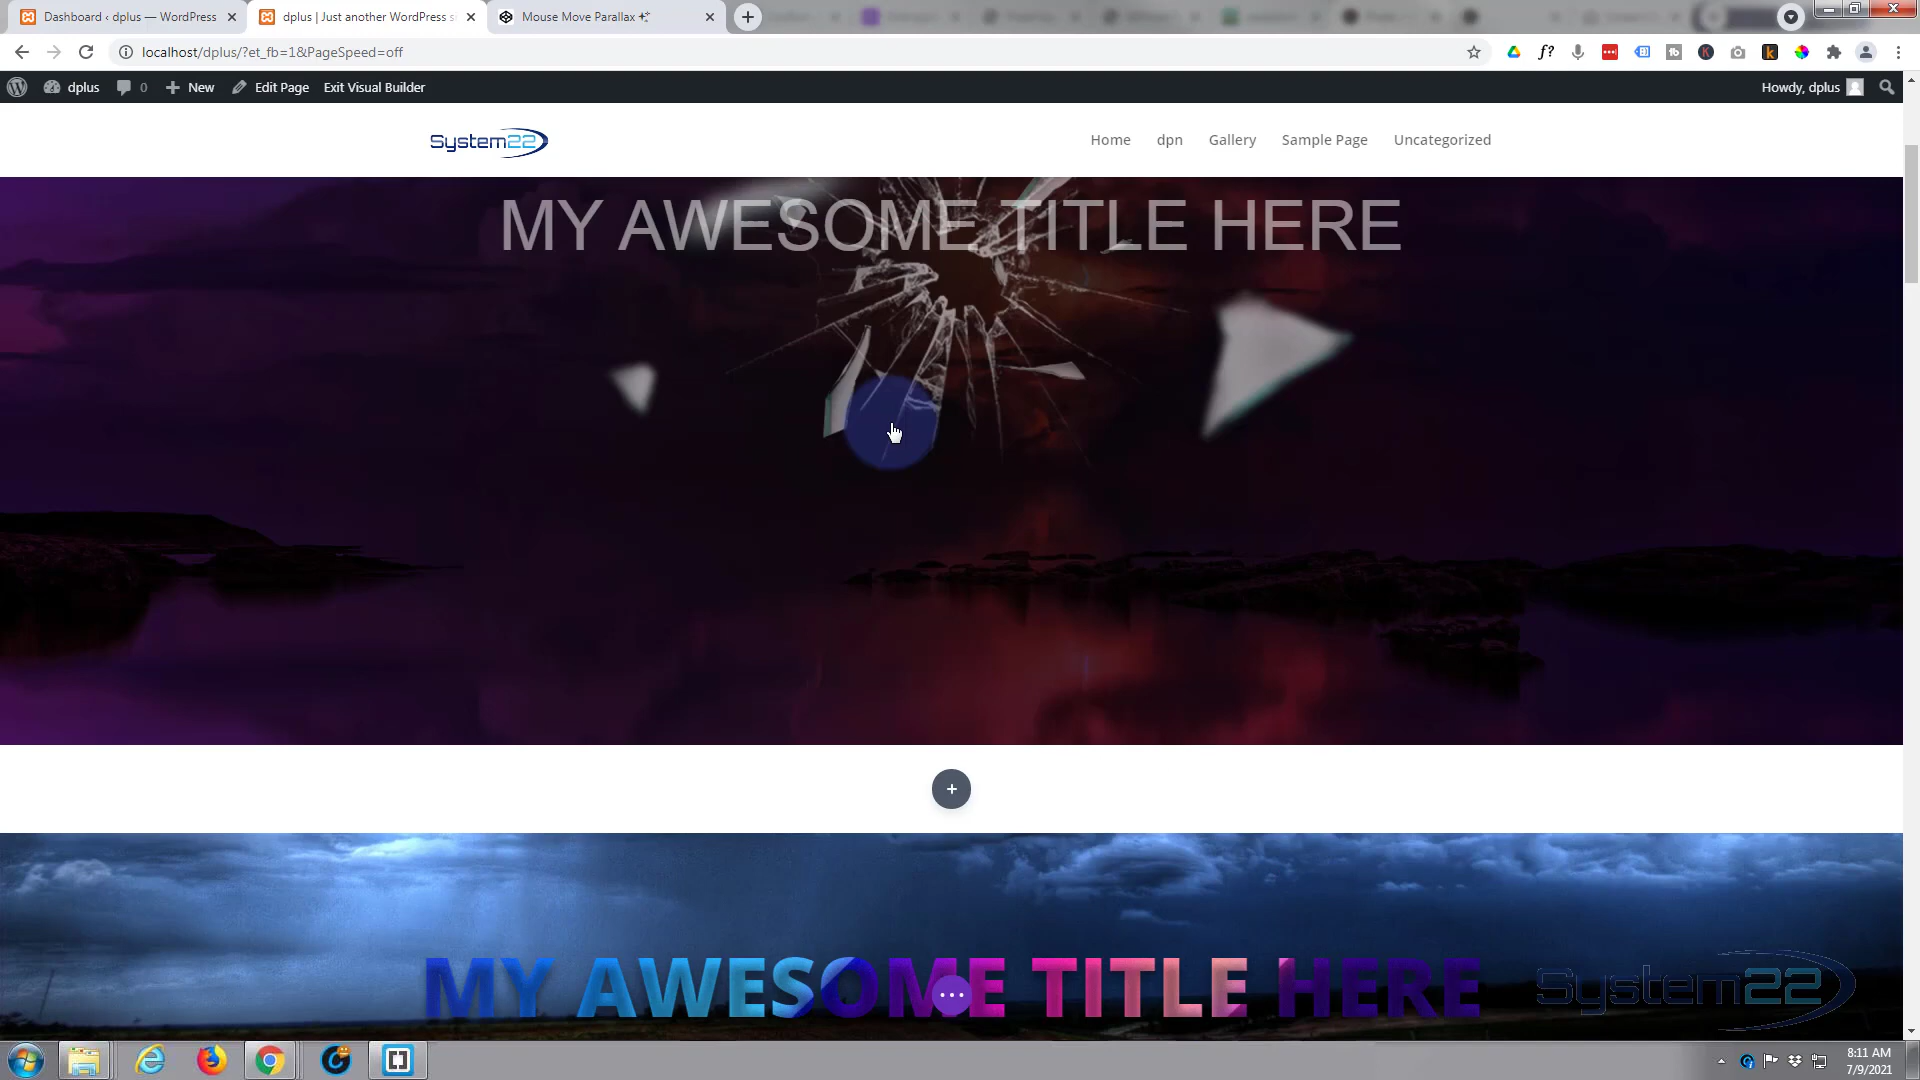 Dashboard ‹ dplus — WordPress
dplus | Just another WordPress s
Mouse Move Parallax
localhost/dplus/?et_fb=1&PageSpeed=off
dplus 0 New Edit Page Exit Visual Builder
Howdy, dplus
System22
Home dpn Gallery Sample Page Uncategorized
MY AWESOME TITLE HERE
MY AWESOME TITLE HERE
System22
8:11 AM
7/9/2021